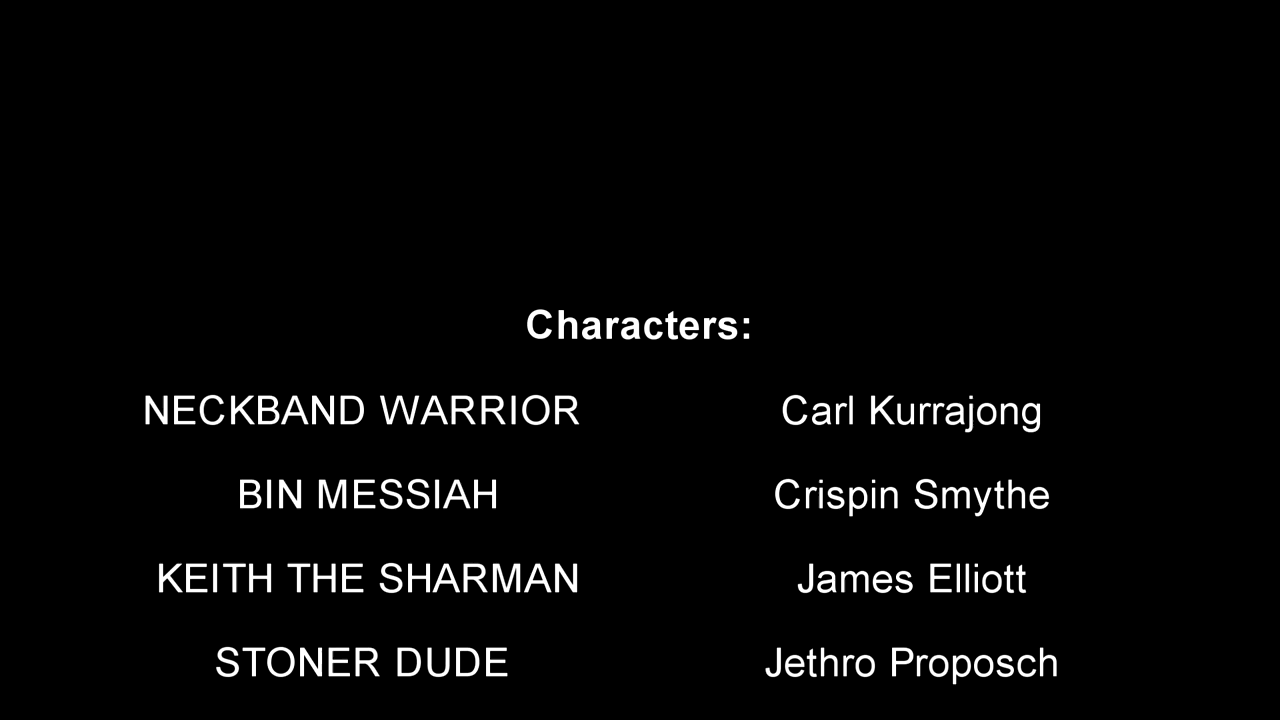 Characters:
NECKBAND WARRIOR Carl Kurrajong
BIN MESSIAH Crispin Smythe
KEITH THE SHARMAN James Elliott
STONER DUDE Jethro Proposch